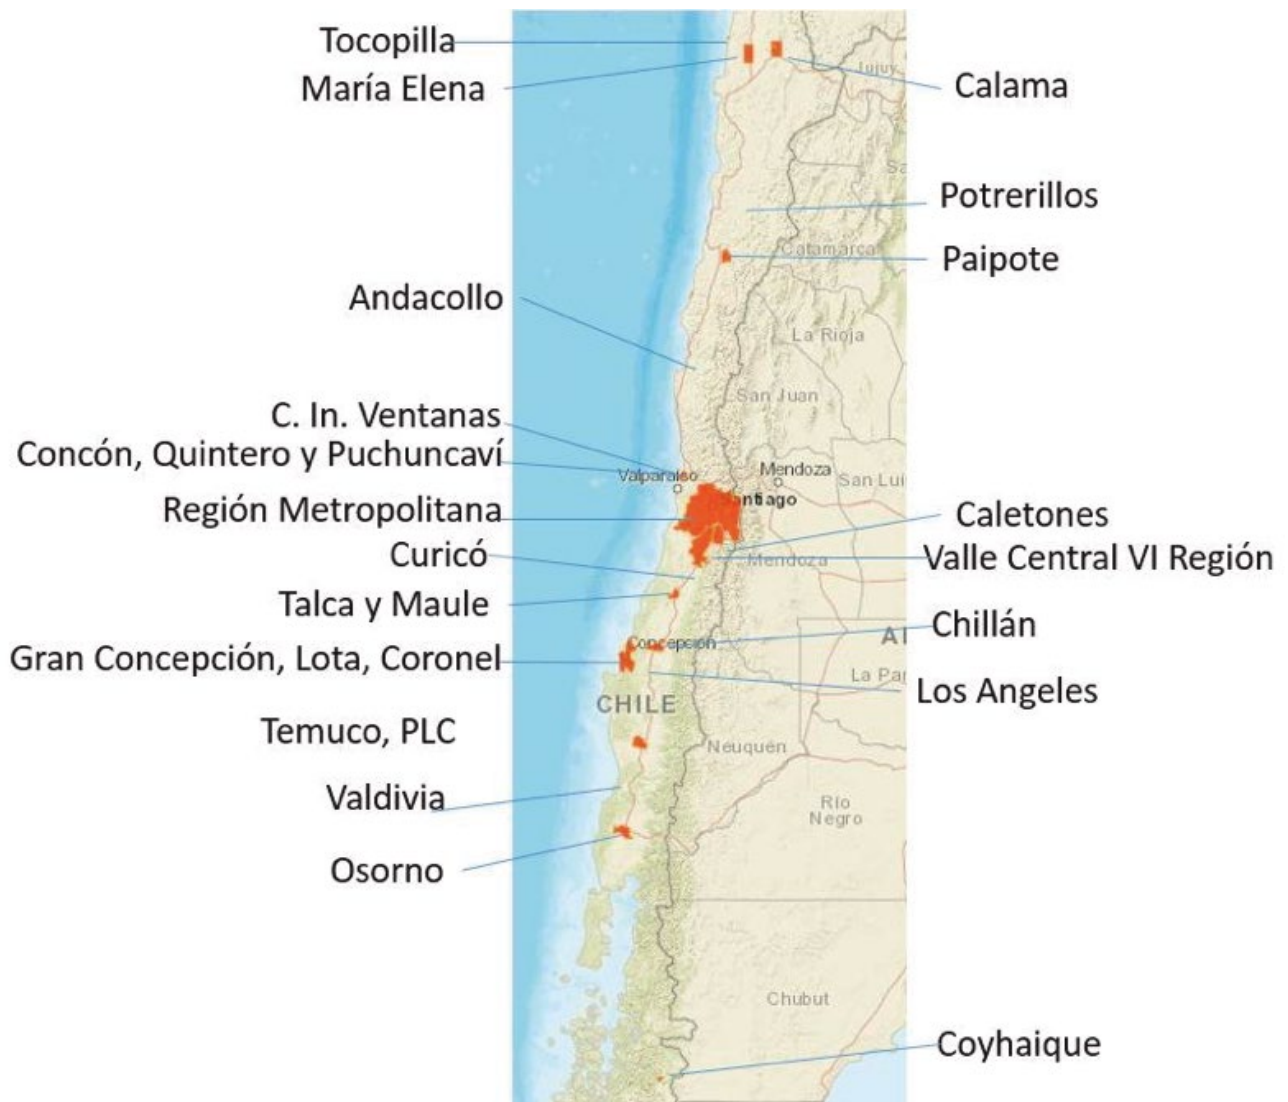 Tocopilla
María Elena
Calama
Jujuy
Sa
Potrerillos
Catamarca
Paipote
Andacollo
La Rioja
San Juan
C. In. Ventanas
Concón, Quintero y Puchuncaví
Valparaíso
Mendoza
San Lui
Región Metropolitana
Santiago
Caletones
Curicó
Mendoza
Valle Central VI Región
Talca y Maule
Chillán
Concepción
A
Gran Concepción, Lota, Coronel
La Pa
Los Angeles
CHILE
Temuco, PLC
Neuquén
Valdivia
Río
Negro
Osorno
Chubut
Coyhaique